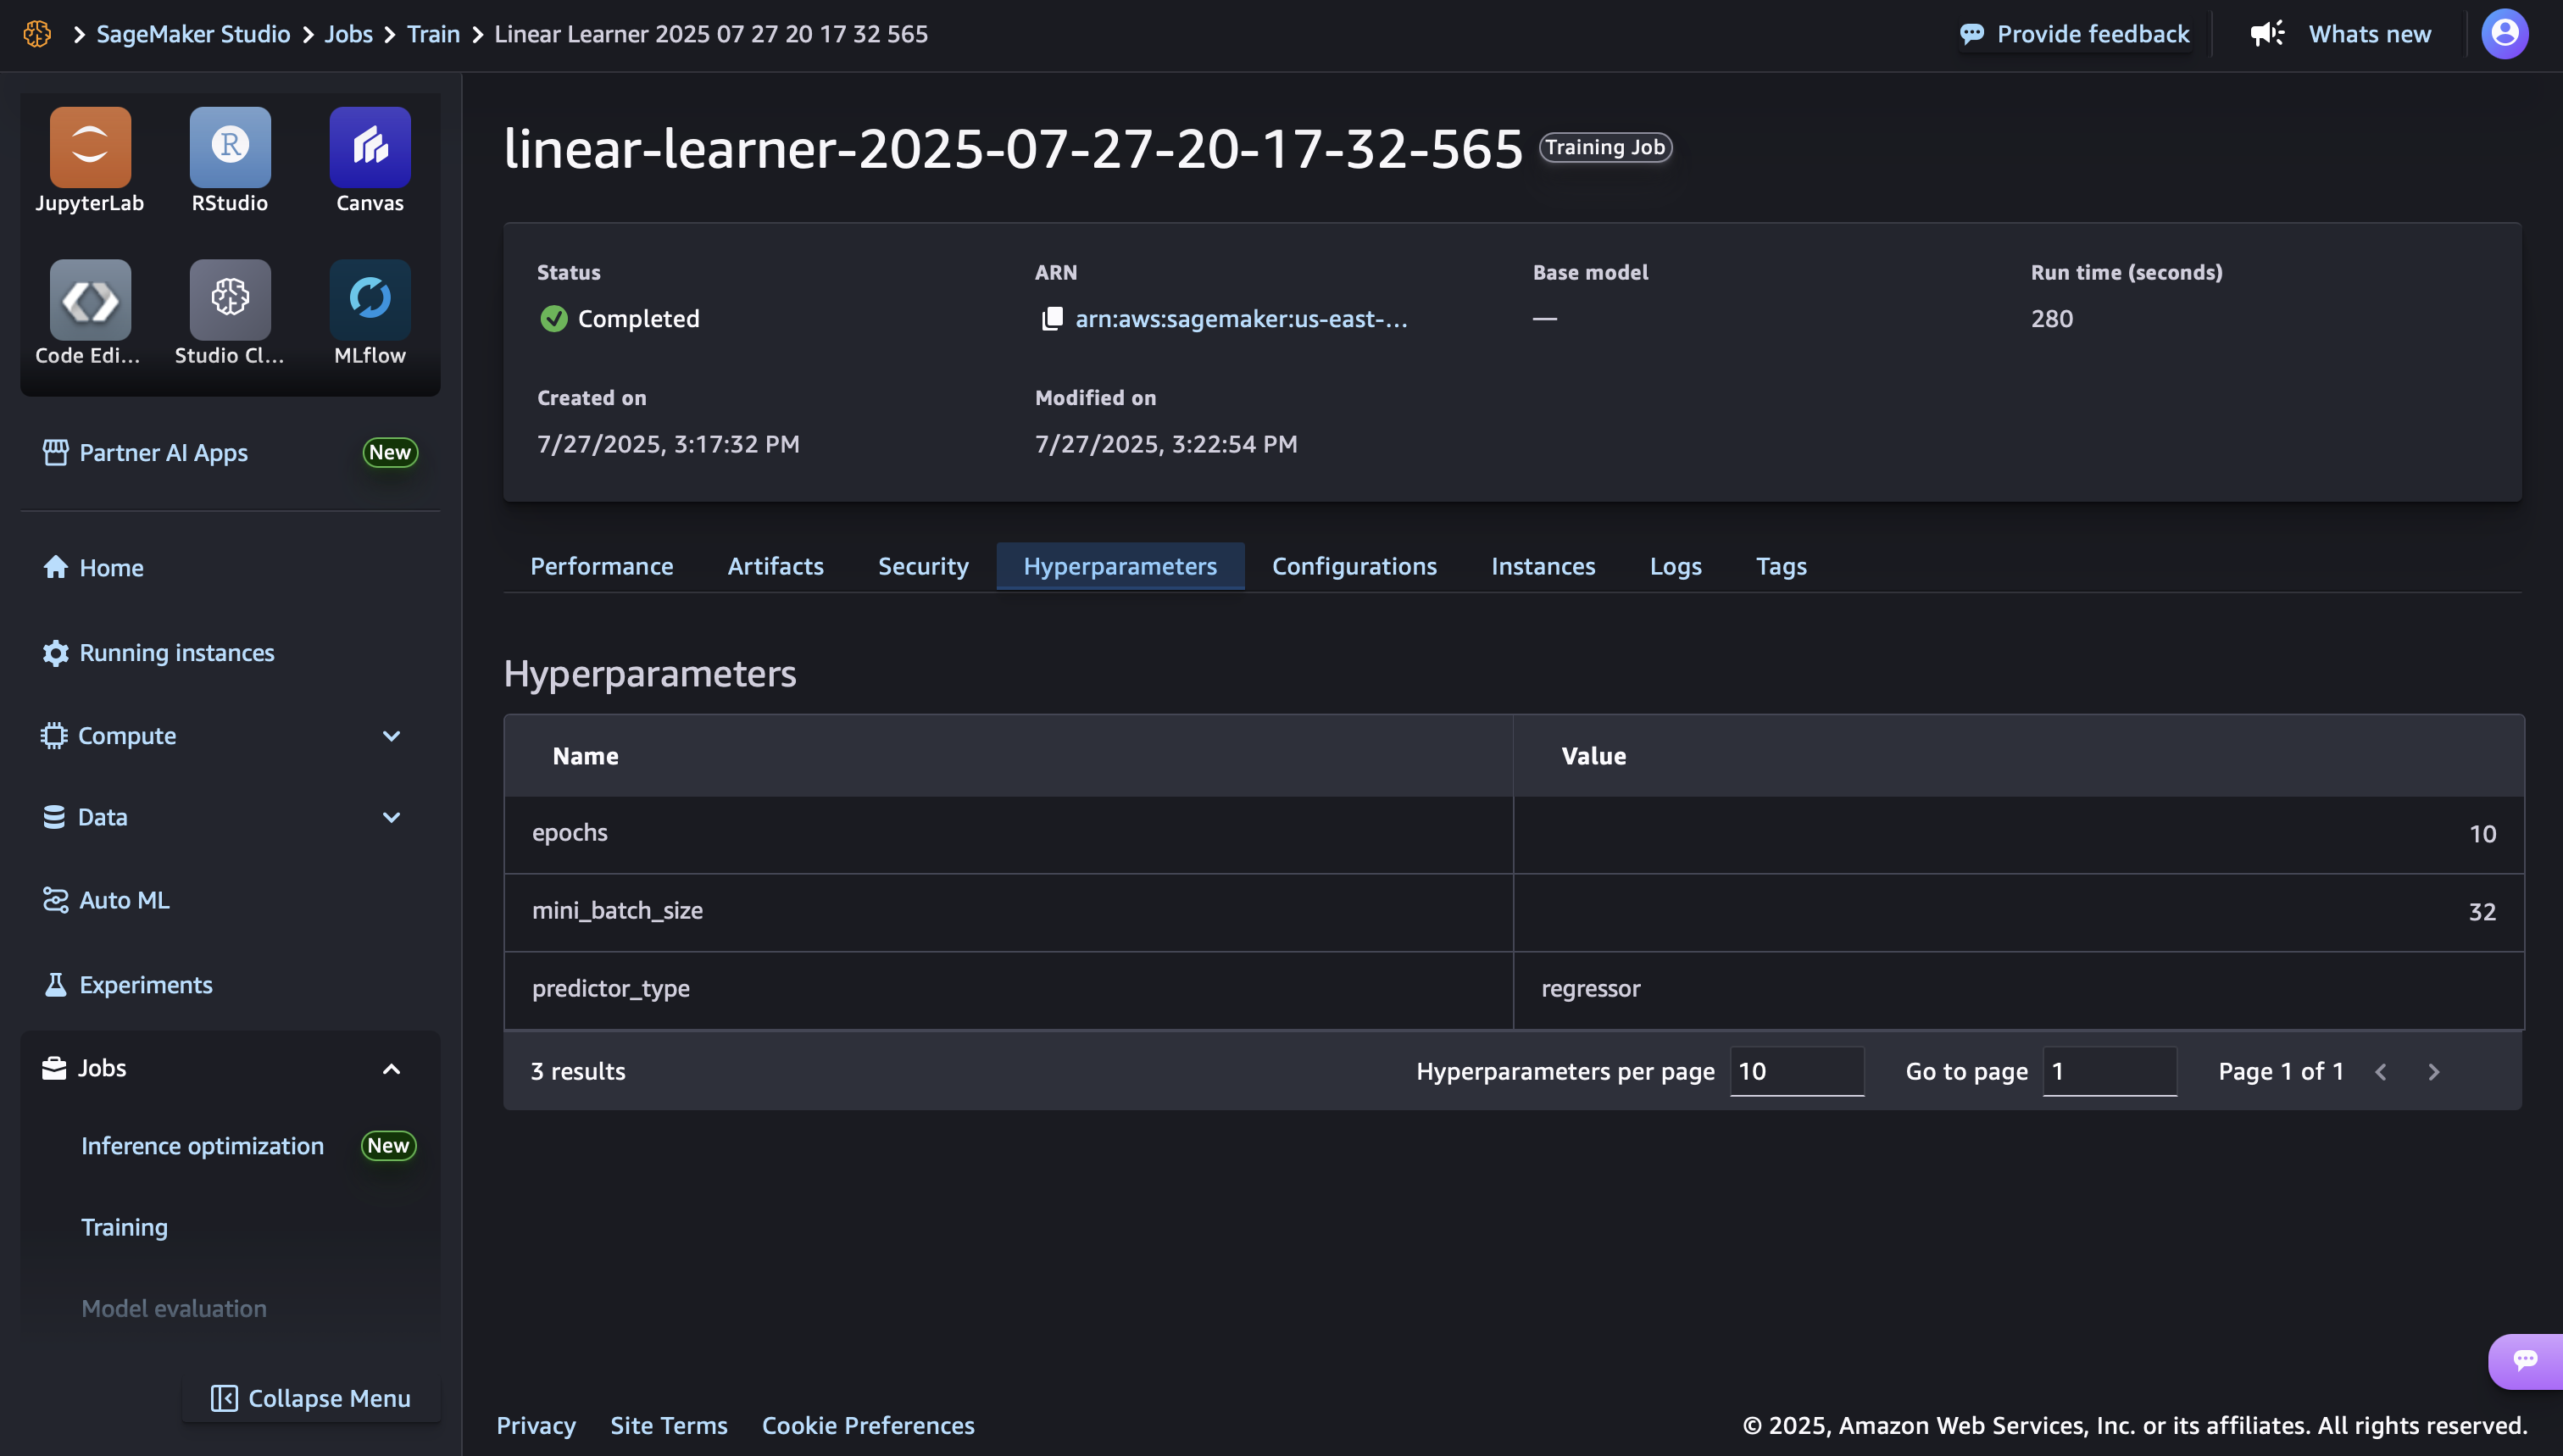 SageMaker Studio > Jobs > Train > Linear Learner 2025 07 27 20 17 32 565
Provide feedback
Whats new
JupyterLab
RStudio
Canvas
Code Edi...
Studio Cl...
MLflow
Partner AI Apps
New
Home
Running instances
Compute
Data
Auto ML
Experiments
Jobs
Inference optimization
New
Training
Model evaluation
Collapse Menu
linear-learner-2025-07-27-20-17-32-565
Training Job
Status
Completed
ARN
arn:aws:sagemaker:us-east-...
Base model
—
Run time (seconds)
280
Created on
7/27/2025, 3:17:32 PM
Modified on
7/27/2025, 3:22:54 PM
Performance
Artifacts
Security
Hyperparameters
Configurations
Instances
Logs
Tags
Hyperparameters
Name Value
epochs 10
mini_batch_size 32
predictor_type regressor
3 results
Hyperparameters per page 10
Go to page 1
Page 1 of 1
Privacy
Site Terms
Cookie Preferences
© 2025, Amazon Web Services, Inc. or its affiliates. All rights reserved.